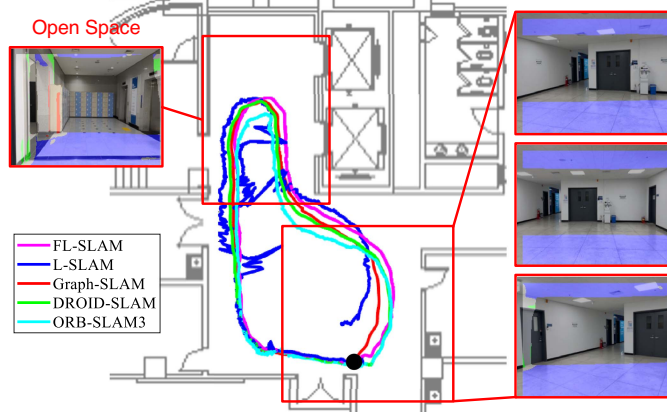 Open Space
FL-SLAM
L-SLAM
Graph-SLAM
DROID-SLAM
ORB-SLAM3